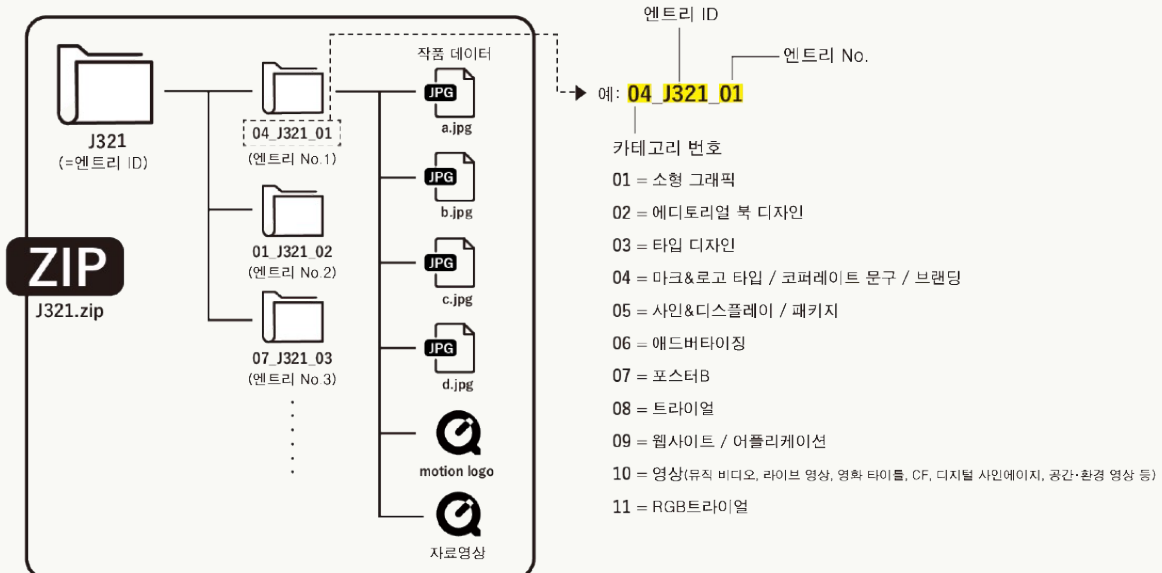 J321
(=엔트리 ID)
ZIP
J321.zip
04_J321_01
(엔트리 No.1)
01_J321_02
(엔트리 No.2)
07_J321_03
(엔트리 No.3)
작품 데이터
JPG
a.jpg
JPG
b.jpg
JPG
c.jpg
JPG
d.jpg
motion logo
자료영상
엔트리 ID
엔트리 No.
예: 04_J321_01
카테고리 번호
01 = 소형 그래픽
02 = 에디토리얼 북 디자인
03 = 타입 디자인
04 = 마크&로고 타입 / 코퍼레이트 문구 / 브랜딩
05 = 사인&디스플레이 / 패키지
06 = 애드버타이징
07 = 포스터B
08 = 트라이얼
09 = 웹사이트 / 어플리케이션
10 = 영상(뮤직 비디오, 라이브 영상, 영화 타이틀, CF, 디지털 사인에이지, 공간·환경 영상 등)
11 = RGB트라이얼